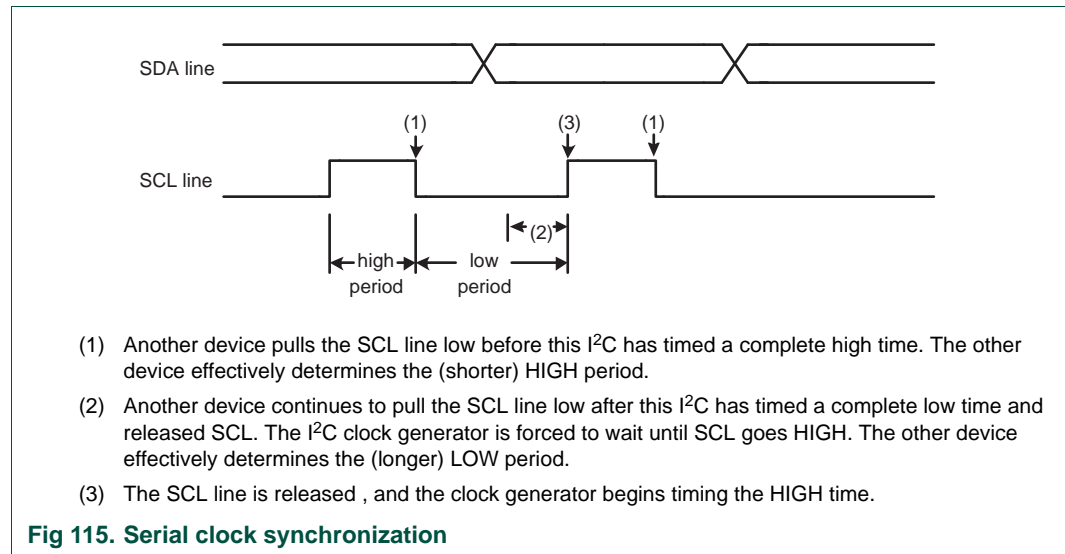 SDA line
(1) (3) (1)
SCL line
(2)
high low
period period
(1) Another device pulls the SCL line low before this I²C has timed a complete high time. The other
device effectively determines the (shorter) HIGH period.
(2) Another device continues to pull the SCL line low after this I²C has timed a complete low time and
released SCL. The I²C clock generator is forced to wait until SCL goes HIGH. The other device
effectively determines the (longer) LOW period.
(3) The SCL line is released , and the clock generator begins timing the HIGH time.
Fig 115. Serial clock synchronization